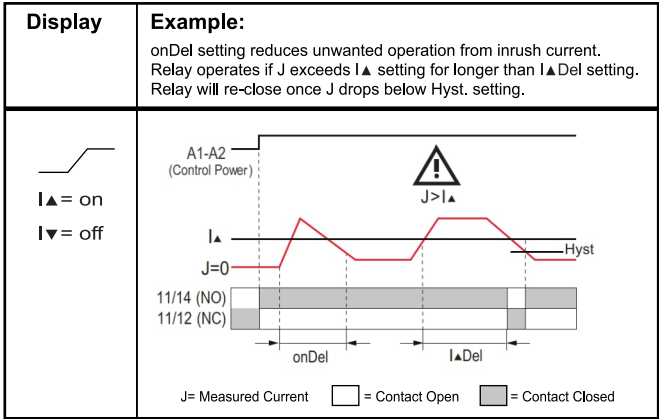 Display
Example:
onDel setting reduces unwanted operation from inrush current.
Relay operates if J exceeds I▲ setting for longer than I▲Del setting.
Relay will re-close once J drops below Hyst. setting.
I▲= on
I▼= off
A1-A2
(Control Power)
J>I▲
I▲
Hyst
J=0
11/14 (NO)
11/12 (NC)
onDel
I▲Del
J= Measured Current
= Contact Open
= Contact Closed